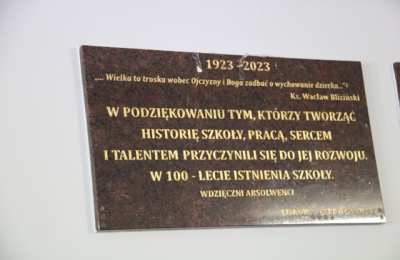 1923 - 2023
„... Wielka to troska wobec Ojczyzny i Boga zadbać o wychowanie dziecka..."
Ks. Wacław Bliziński
W PODZIĘKOWANIU TYM, KTÓRZY TWORZĄC
HISTORIĘ SZKOŁY, PRACĄ, SERCEM
I TALENTEM PRZYCZYNILI SIĘ DO JEJ ROZWOJU.
W 100 - LECIE ISTNIENIA SZKOŁY.
WDZIĘCZNI ABSOLWENCI